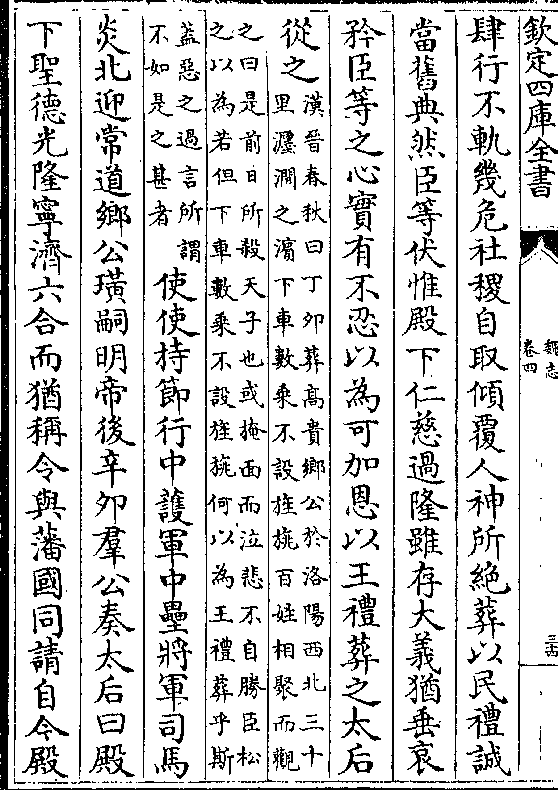 欽定四庫全書
魏志
卷四
三古
肆行不軌幾危社稷自取傾覆人神所絶葬以民禮誠
當舊典然臣等伏惟殿下仁慈過隆雖存大義猶垂哀
矜臣等之心實有不忍以為可加恩以王禮葬之太后
從之
漢晉春秋曰丁卯葬髙貴鄉公於洛陽西北三十
里瀍澗之濵下車數乗不設旌旐百姓相聚而觀
之曰是前日所殺天子也或掩面而泣悲不自勝臣松
之以為若但下車數乗不設旌旐何以為王禮葬乎斯
葢惡之過言所謂
不如是之甚者
使使持節行中䕶軍中壘將軍司馬
炎北迎常道鄉公璜嗣明帝後辛夘羣公奏太后曰殿
下聖德光隆寧濟六合而猶稱令與藩國同請自今殿